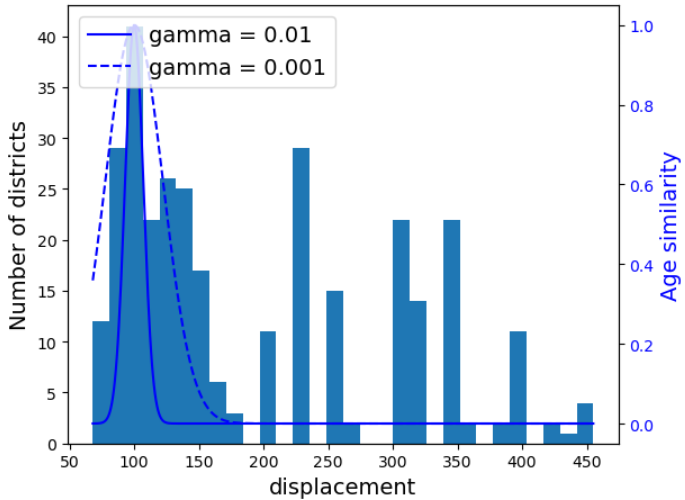 gamma = 0.01
gamma = 0.001
Number of districts
40
35
30
25
20
15
10
5
0
1.0
0.8
0.6
0.4
0.2
0.0
Age similarity
50 100 150 200 250 300 350 400 450
displacement